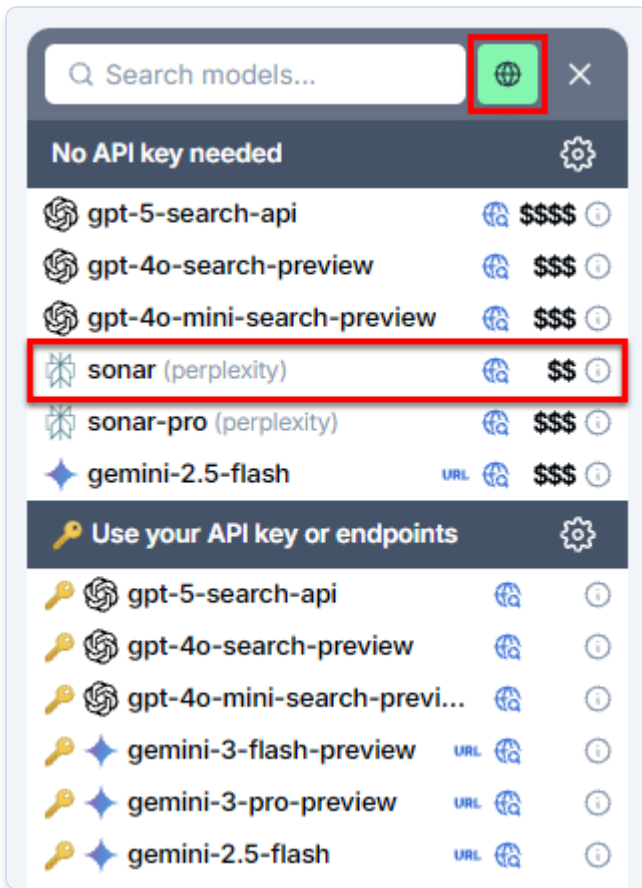 Search models...
No API key needed
gpt-5-search-api $$$$
gpt-4o-search-preview $$$
gpt-4o-mini-search-preview $$$
sonar (perplexity) $$
sonar-pro (perplexity) $$$
gemini-2.5-flash URL $$$
Use your API key or endpoints
gpt-5-search-api
gpt-4o-search-preview
gpt-4o-mini-search-previ...
gemini-3-flash-preview URL
gemini-3-pro-preview URL
gemini-2.5-flash URL